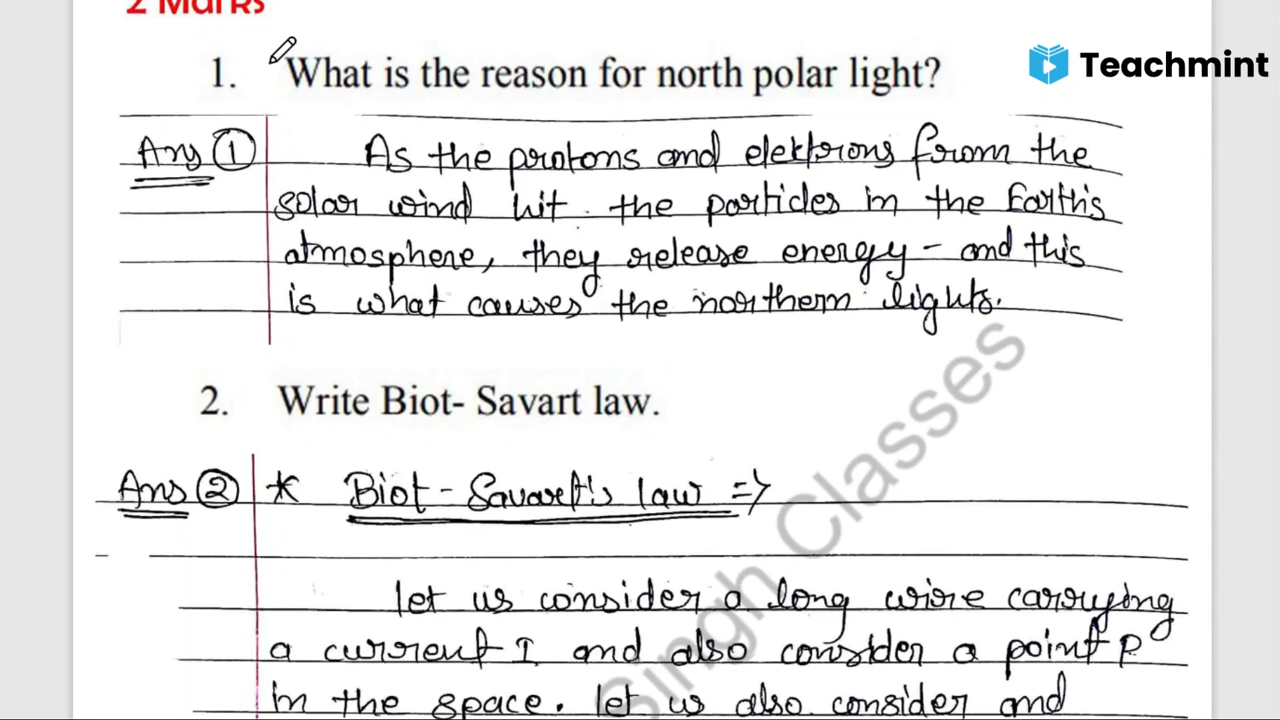 2 Marks
1. What is the reason for north polar light?
Teachmint
Ans ① As the protons and elektrons from the
solar wind hit the particles in the Earth's
atmosphere, they release energy - and this
is what causes the northern lights.
2. Write Biot- Savart law.
Ans ② * Biot - Savart's law =>
let us consider a long wire carrying
a current I and also consider a point P
in the space. let us also consider and
Singh Classes